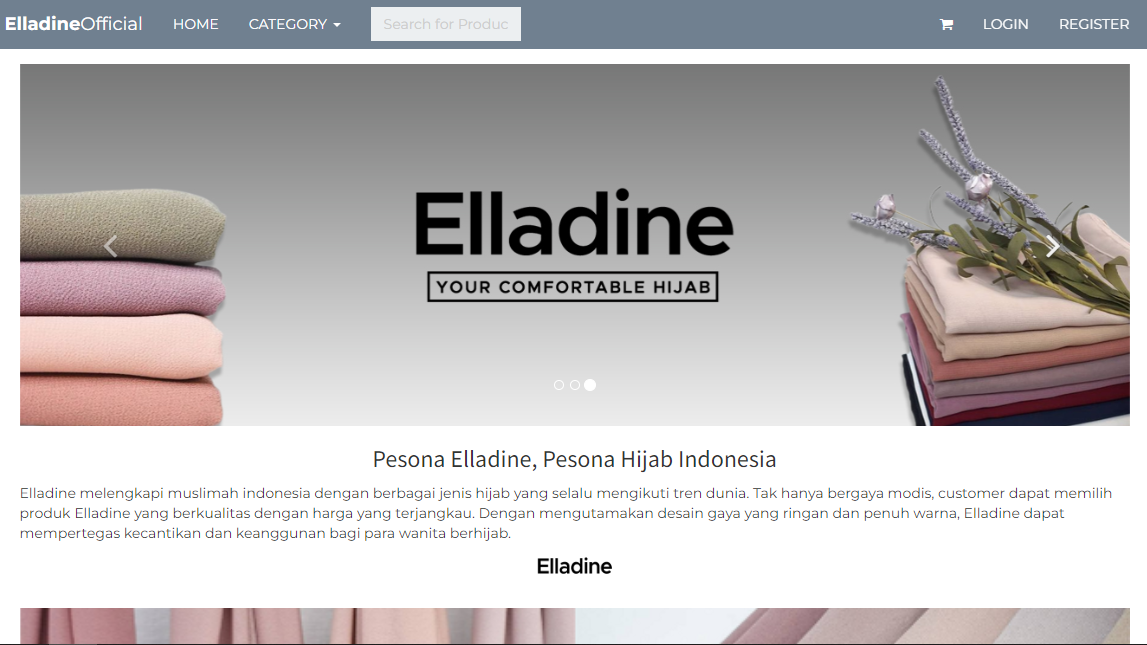 ElladineOfficial HOME CATEGORY Search for Produc LOGIN REGISTER
Elladine
YOUR COMFORTABLE HIJAB
Pesona Elladine, Pesona Hijab Indonesia
Elladine melengkapi muslimah indonesia dengan berbagai jenis hijab yang selalu mengikuti tren dunia. Tak hanya bergaya modis, customer dapat memilih
produk Elladine yang berkualitas dengan harga yang terjangkau. Dengan mengutamakan desain gaya yang ringan dan penuh warna, Elladine dapat
mempertegas kecantikan dan keanggunan bagi para wanita berhijab.
Elladine